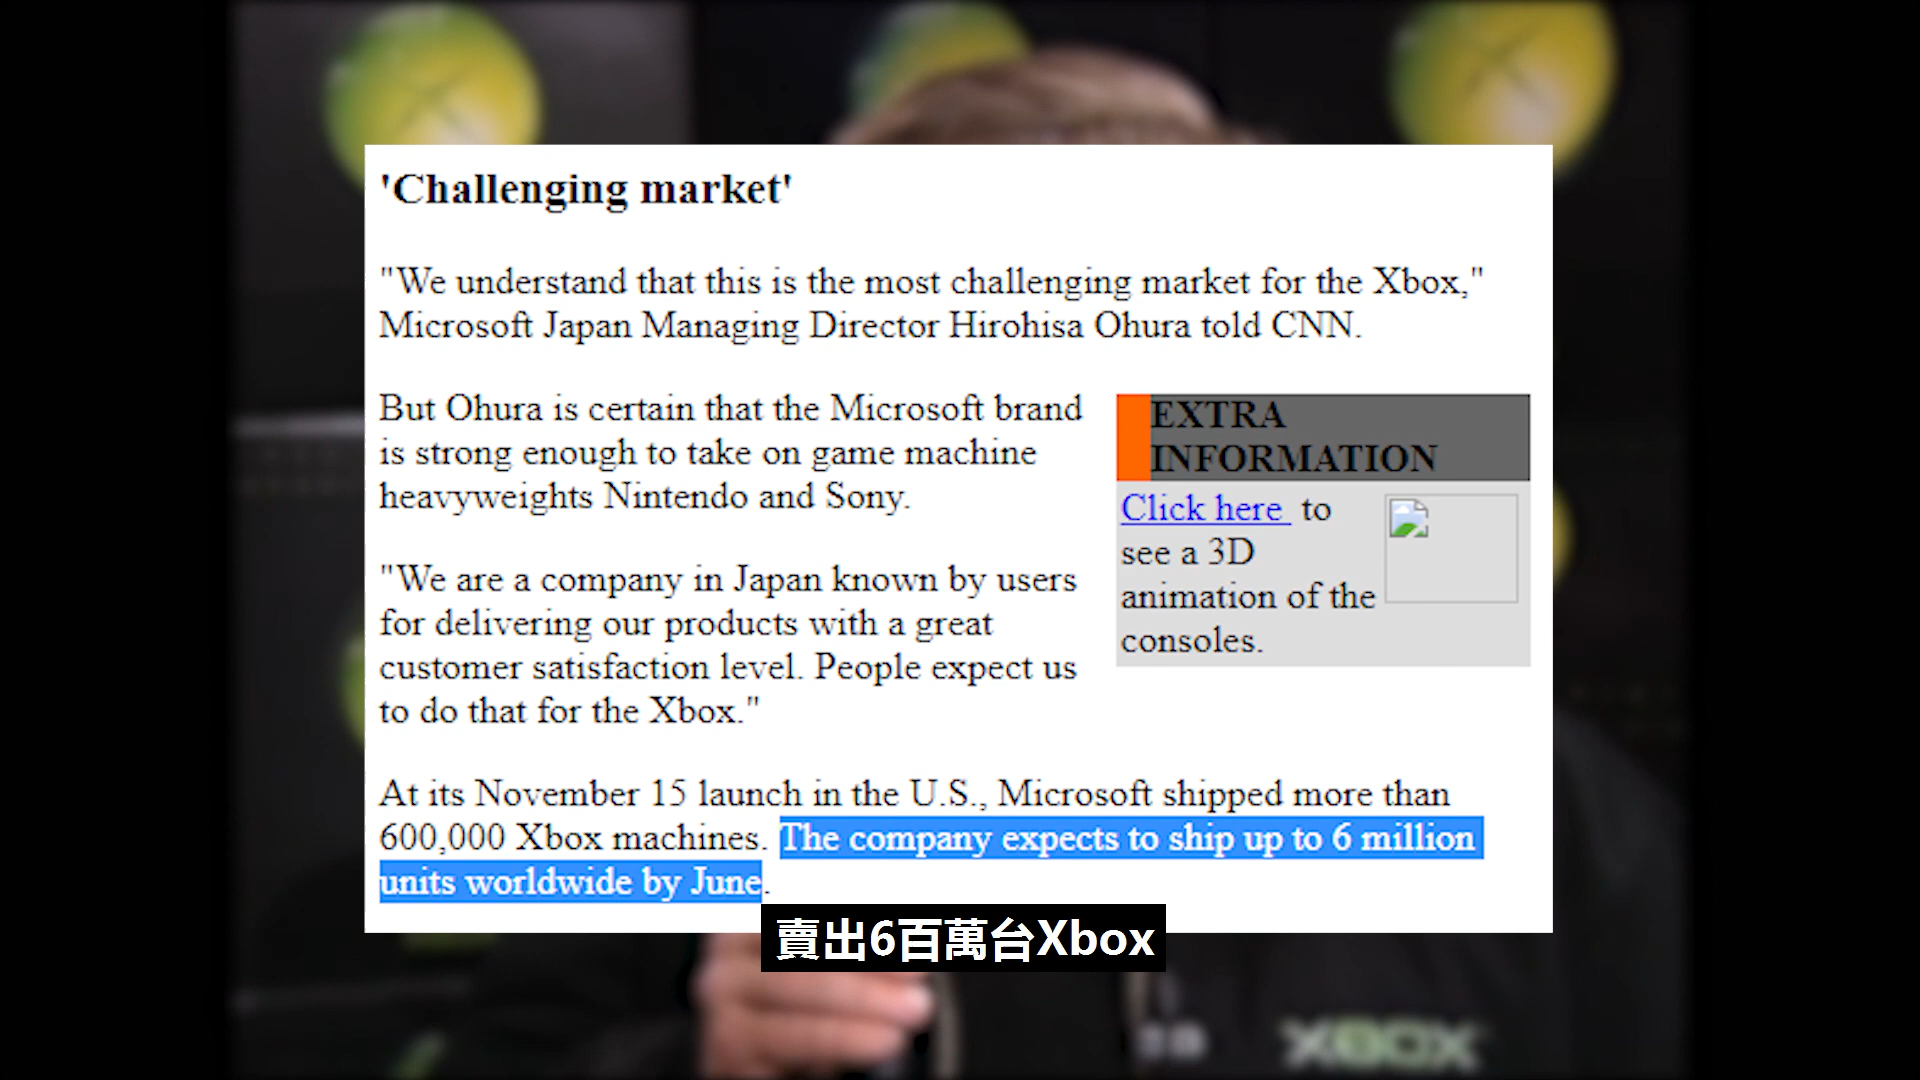 'Challenging market'
"We understand that this is the most challenging market for the Xbox,"
Microsoft Japan Managing Director Hirohisa Ohura told CNN.
But Ohura is certain that the Microsoft brand
is strong enough to take on game machine
heavyweights Nintendo and Sony.
"We are a company in Japan known by users
for delivering our products with a great
customer satisfaction level. People expect us
to do that for the Xbox."
EXTRA
INFORMATION
Click here to
see a 3D
animation of the
consoles.
At its November 15 launch in the U.S., Microsoft shipped more than
600,000 Xbox machines. The company expects to ship up to 6 million
units worldwide by June.
賣出6百萬台Xbox
XBOX